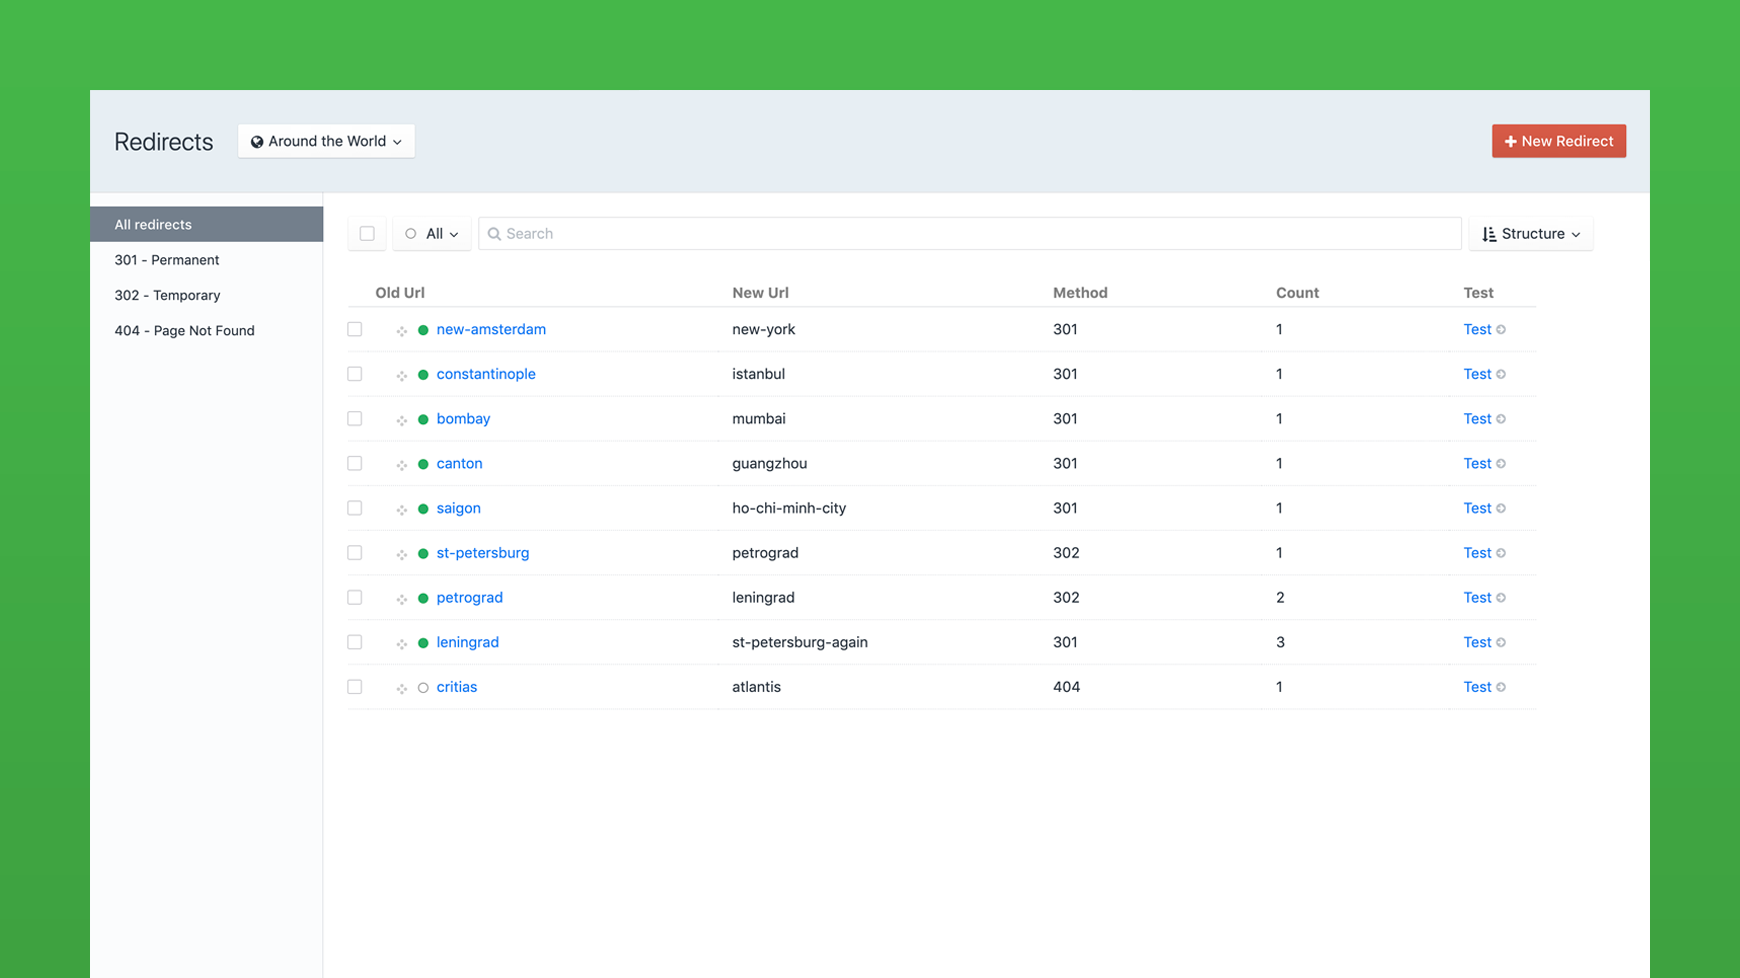 Redirects
Around the World
New Redirect
All redirects
301 - Permanent
302 - Temporary
404 - Page Not Found
All
Search
Structure
Old Url New Url Method Count Test
new-amsterdam new-york 301 1 Test
constantinople istanbul 301 1 Test
bombay mumbai 301 1 Test
canton guangzhou 301 1 Test
saigon ho-chi-minh-city 301 1 Test
st-petersburg petrograd 302 1 Test
petrograd leningrad 302 2 Test
leningrad st-petersburg-again 301 3 Test
critias atlantis 404 1 Test